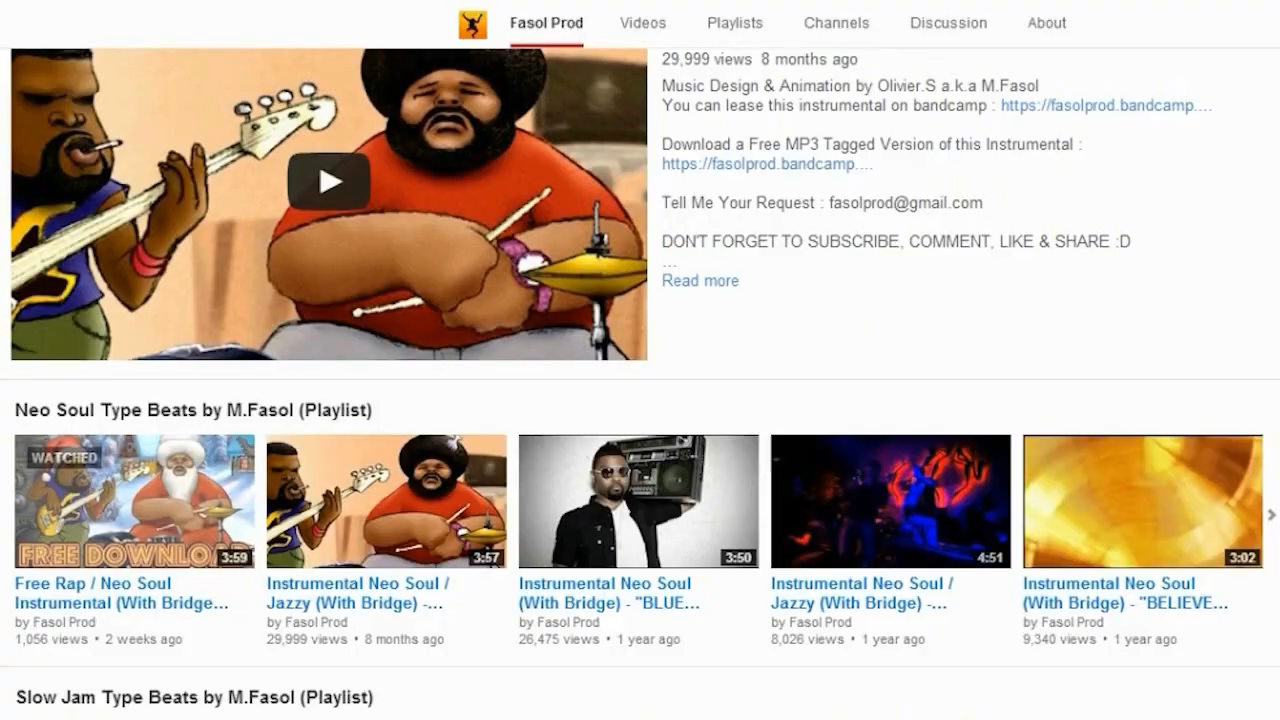 Fasol Prod
Videos
Playlists
Channels
Discussion
About
29,999 views 8 months ago
Music Design & Animation by Olivier.S a.k.a M.Fasol
You can lease this instrumental on bandcamp : https://fasolprod.bandcamp....
Download a Free MP3 Tagged Version of this Instrumental :
https://fasolprod.bandcamp....
Tell Me Your Request : fasolprod@gmail.com
DON'T FORGET TO SUBSCRIBE, COMMENT, LIKE & SHARE :D
...
Read more
Neo Soul Type Beats by M.Fasol (Playlist)
WATCHED
FREE DOWNLOA
3:59
Free Rap / Neo Soul
Instrumental (With Bridge...
by Fasol Prod
1,056 views • 2 weeks ago
3:57
Instrumental Neo Soul /
Jazzy (With Bridge) -...
by Fasol Prod
29,999 views • 8 months ago
3:50
Instrumental Neo Soul
(With Bridge) - "BLUE...
by Fasol Prod
26,475 views • 1 year ago
4:51
Instrumental Neo Soul /
Jazzy (With Bridge) -...
by Fasol Prod
8,026 views • 1 year ago
3:02
Instrumental Neo Soul
(With Bridge) - "BELIEVE...
by Fasol Prod
9,340 views • 1 year ago
Slow Jam Type Beats by M.Fasol (Playlist)